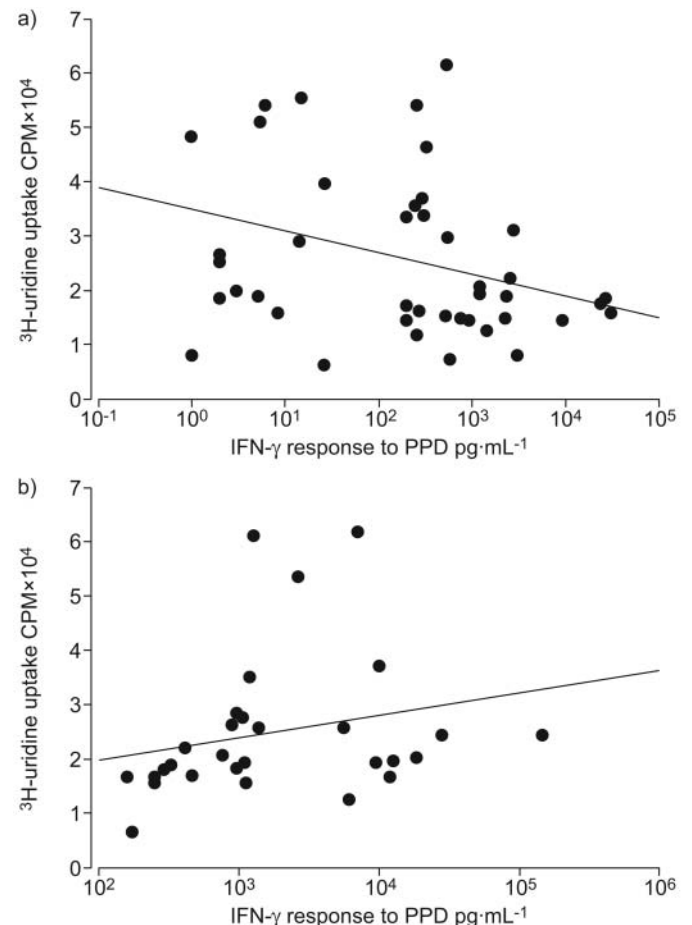 a)
7
6
5
4
3
2
1
0
³H-uridine uptake CPM×10⁴
10⁻¹ 10⁰ 10¹ 10² 10³ 10⁴ 10⁵
IFN-γ response to PPD pg·mL⁻¹
b)
7
6
5
4
3
2
1
0
³H-uridine uptake CPM×10⁴
10² 10³ 10⁴ 10⁵ 10⁶
IFN-γ response to PPD pg·mL⁻¹